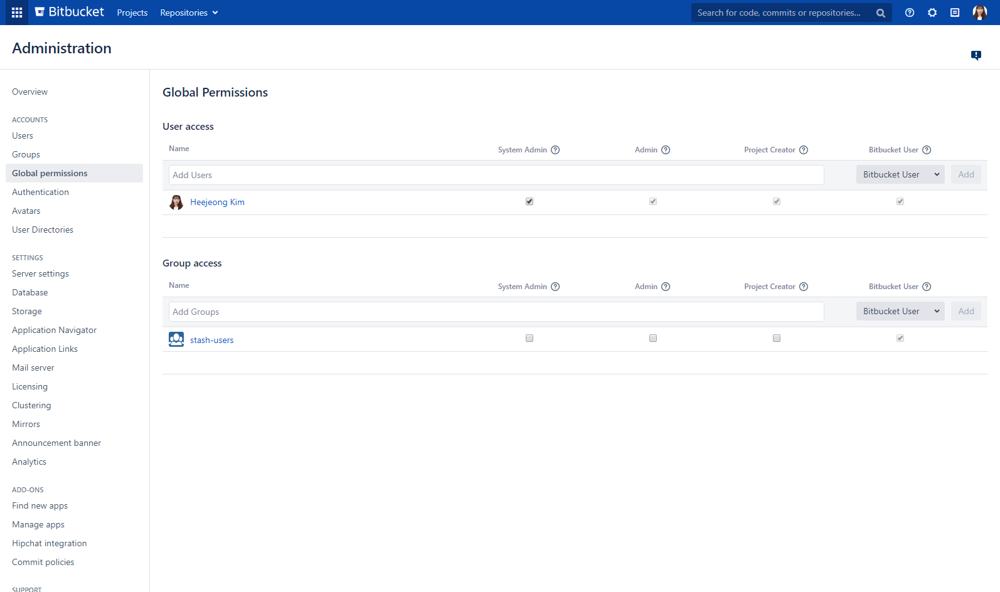 Bitbucket Projects Repositories Search for code, commits or repositories...
Administration
Overview
ACCOUNTS
Users
Groups
Global permissions
Authentication
Avatars
User Directories
SETTINGS
Server settings
Database
Storage
Application Navigator
Application Links
Mail server
Licensing
Clustering
Mirrors
Announcement banner
Analytics
ADD-ONS
Find new apps
Manage apps
Hipchat integration
Commit policies
SUPPORT
Global Permissions
User access
Name System Admin Admin Project Creator Bitbucket User
Add Users Bitbucket User Add
Heejeong Kim
Group access
Name System Admin Admin Project Creator Bitbucket User
Add Groups Bitbucket User Add
stash-users